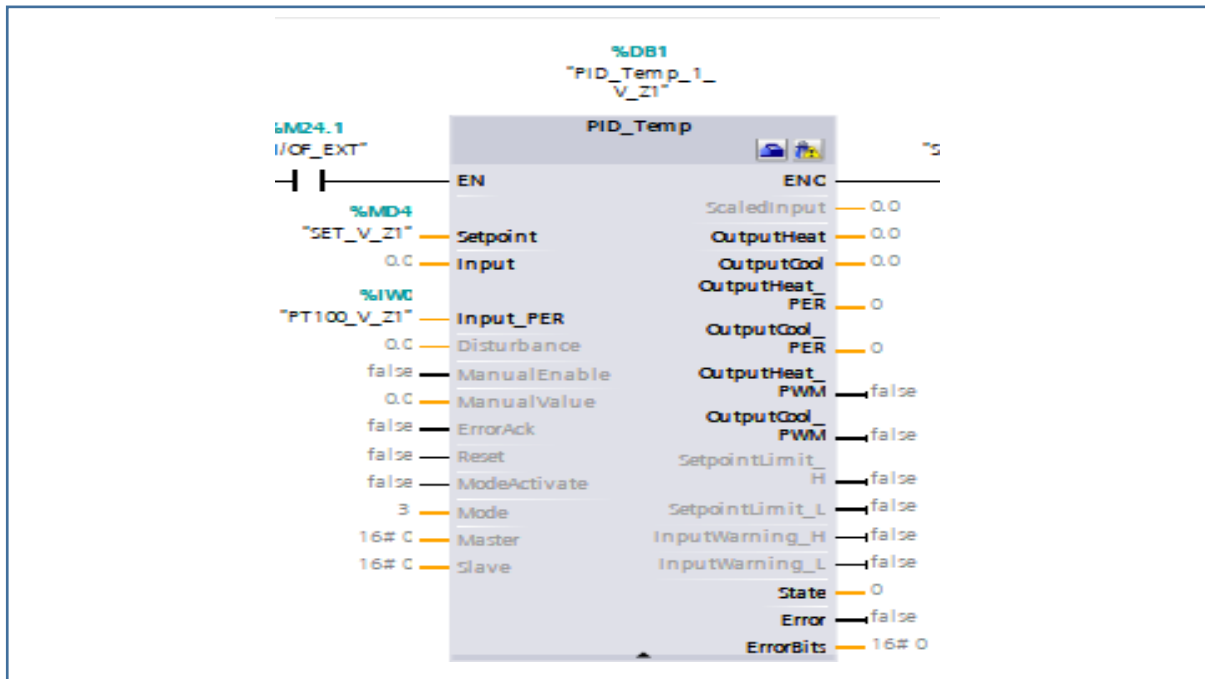 %DB1
"PID_Temp_1_
V_Z1"
%M24.1
I/OF_EXT"
PID_Temp
"S
EN
ENO
%MD4
"SET_V_Z1"
Setpoint
0.0
Input
%IW0
"PT100_V_Z1"
Input_PER
0.0
Disturbance
false
ManualEnable
0.0
ManualValue
false
ErrorAck
false
Reset
false
ModeActivate
3
Mode
16# 0
Master
16# 0
Slave
ScaledInput
0.0
OutputHeat
0.0
OutputCool
0.0
OutputHeat_
PER
0
OutputCool_
PER
0
OutputHeat_
PWM
false
OutputCool_
PWM
false
SetpointLimit_
H
false
SetpointLimit_L
false
InputWarning_H
false
InputWarning_L
false
State
0
Error
false
ErrorBits
16# 0